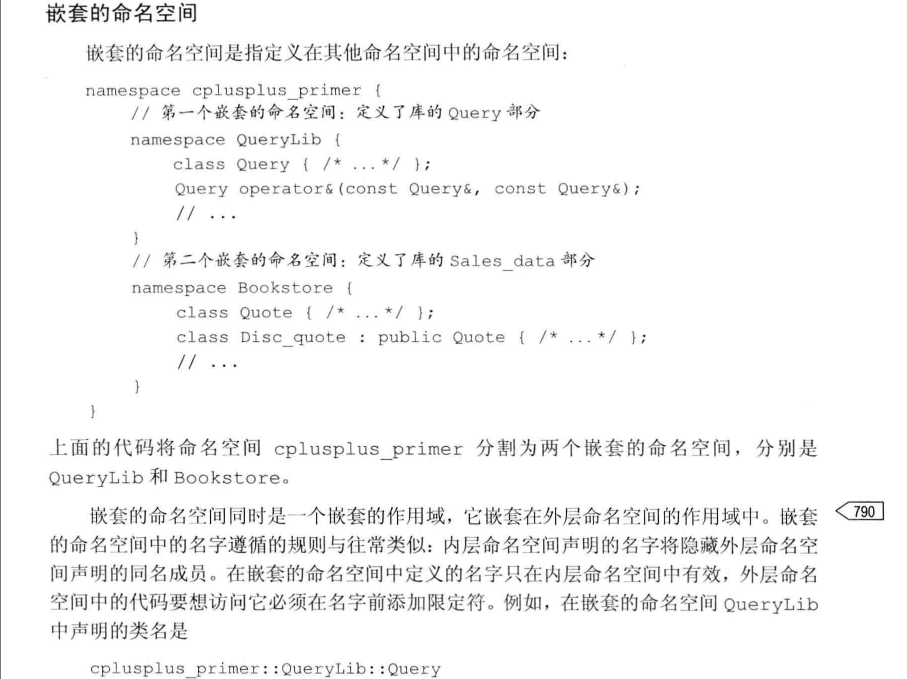 嵌套的命名空间
嵌套的命名空间是指定义在其他命名空间中的命名空间：
namespace cplusplus_primer {
// 第一个嵌套的命名空间：定义了库的 Query 部分
namespace QueryLib {
class Query { /* ...*/ };
Query operator&(const Query&, const Query&);
// ...
}
// 第二个嵌套的命名空间：定义了库的 Sales_data 部分
namespace Bookstore {
class Quote { /* ...*/ };
class Disc_quote : public Quote { /* ...*/ };
// ...
}
}
上面的代码将命名空间 cplusplus_primer 分割为两个嵌套的命名空间，分别是
QueryLib 和 Bookstore。
嵌套的命名空间同时是一个嵌套的作用域，它嵌套在外层命名空间的作用域中。嵌套 790
的命名空间中的名字遵循的规则与往常类似：内层命名空间声明的名字将隐藏外层命名空
间声明的同名成员。在嵌套的命名空间中定义的名字只在内层命名空间中有效，外层命名
空间中的代码要想访问它必须在名字前添加限定符。例如，在嵌套的命名空间 QueryLib
中声明的类名是
cplusplus_primer::QueryLib::Query